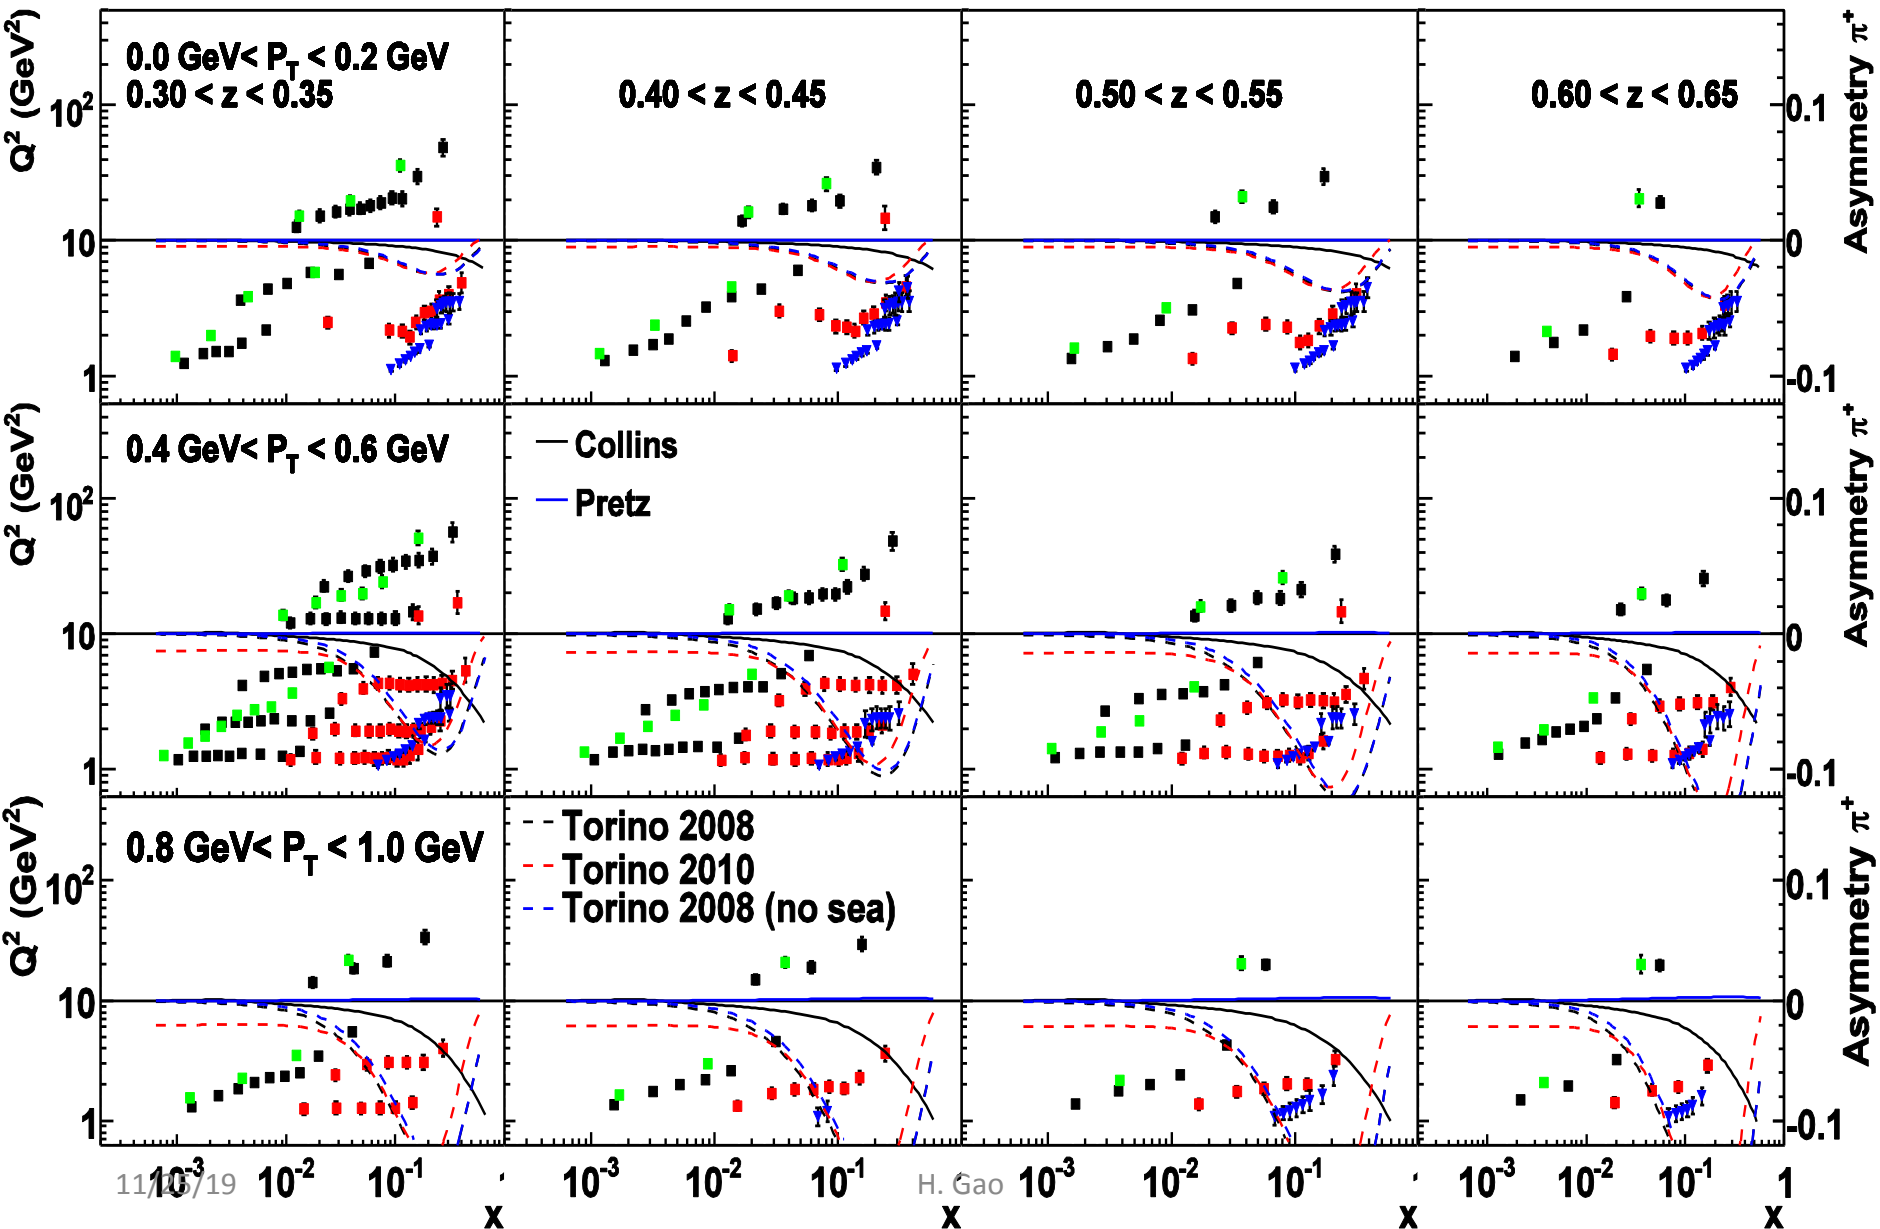 0.0 GeV< P_T < 0.2 GeV
0.30 < z < 0.35
0.40 < z < 0.45
0.50 < z < 0.55
0.60 < z < 0.65
Q² (GeV²)
10²
10
1
0.1
0
-0.1
Asymmetry π⁺
0.4 GeV< P_T < 0.6 GeV
Collins
Pretz
Q² (GeV²)
10²
10
1
0.1
0
-0.1
Asymmetry π⁺
0.8 GeV< P_T < 1.0 GeV
Torino 2008
Torino 2010
Torino 2008 (no sea)
Q² (GeV²)
10²
10
1
0.1
0
-0.1
Asymmetry π⁺
10⁻³ 10⁻² 10⁻¹ 10⁻³ 10⁻² 10⁻¹ 10⁻³ 10⁻² 10⁻¹ 10⁻³ 10⁻² 10⁻¹ 1
11/25/19 H. Gao
x x x x